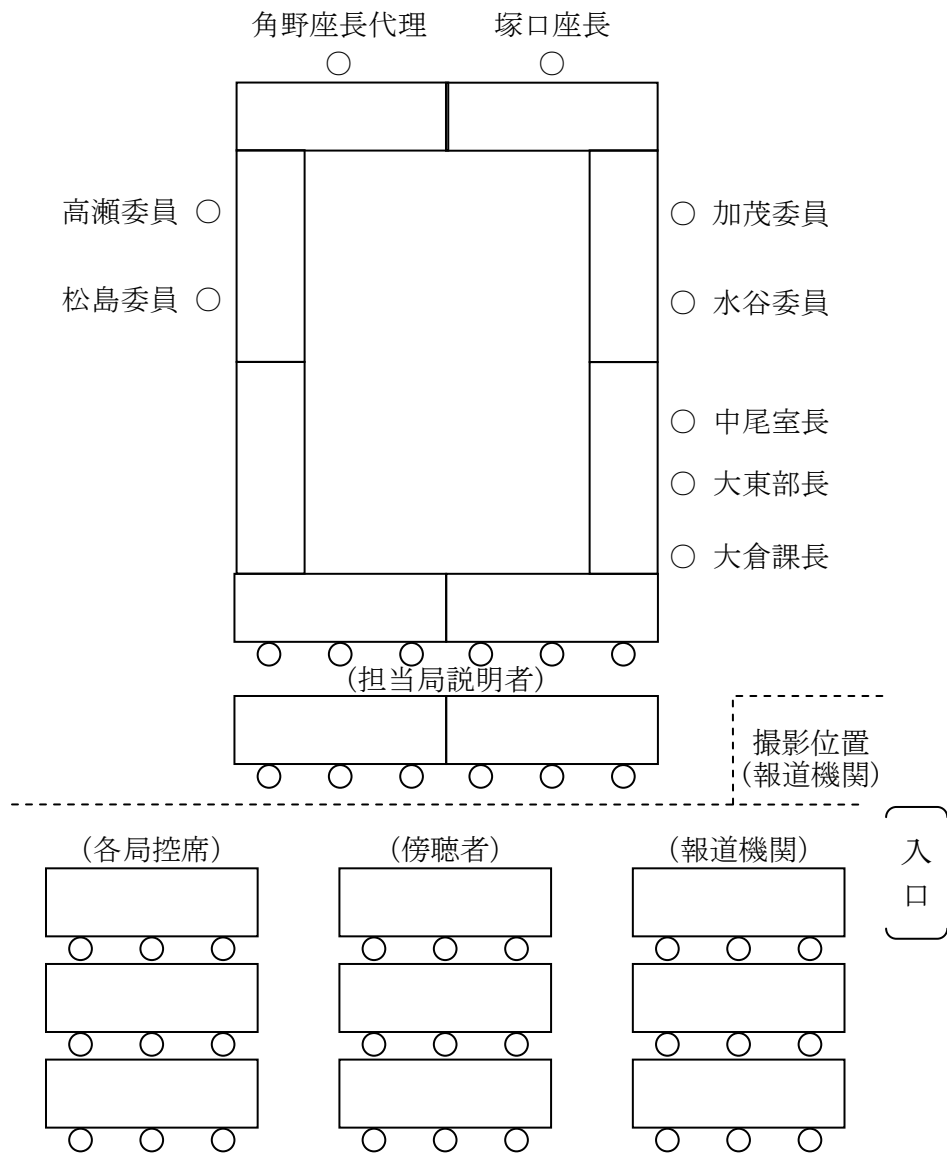 角野座長代理
塚口座長
高瀬委員
加茂委員
松島委員
水谷委員
中尾室長
大東部長
大倉課長
(担当局説明者)
撮影位置
(報道機関)
(各局控席)
(傍聴者)
(報道機関)
入
口